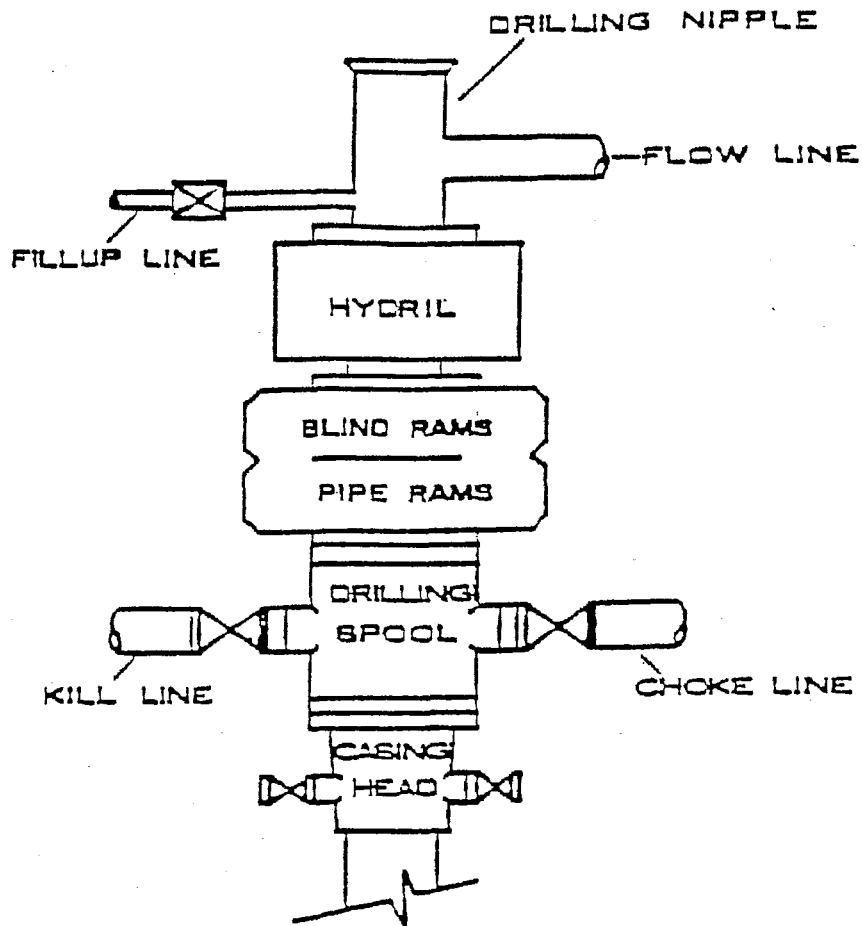 DRILLING NIPPLE
FLOW LINE
FILLUP LINE
HYDRIL
BLIND RAMS
PIPE RAMS
DRILLING
SPOOL
KILL LINE
CHOKE LINE
CASING
HEAD